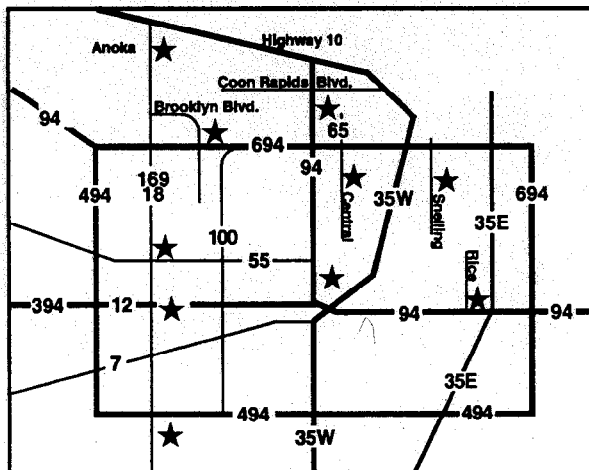 Highway 10
Anoka
Coon Rapids Blvd.
94
Brooklyn Blvd.
65
694
94
169
18
494
35W
Central
Snelling
694
35E
100
55
Rice
394
12
94
94
7
35E
494
494
35W